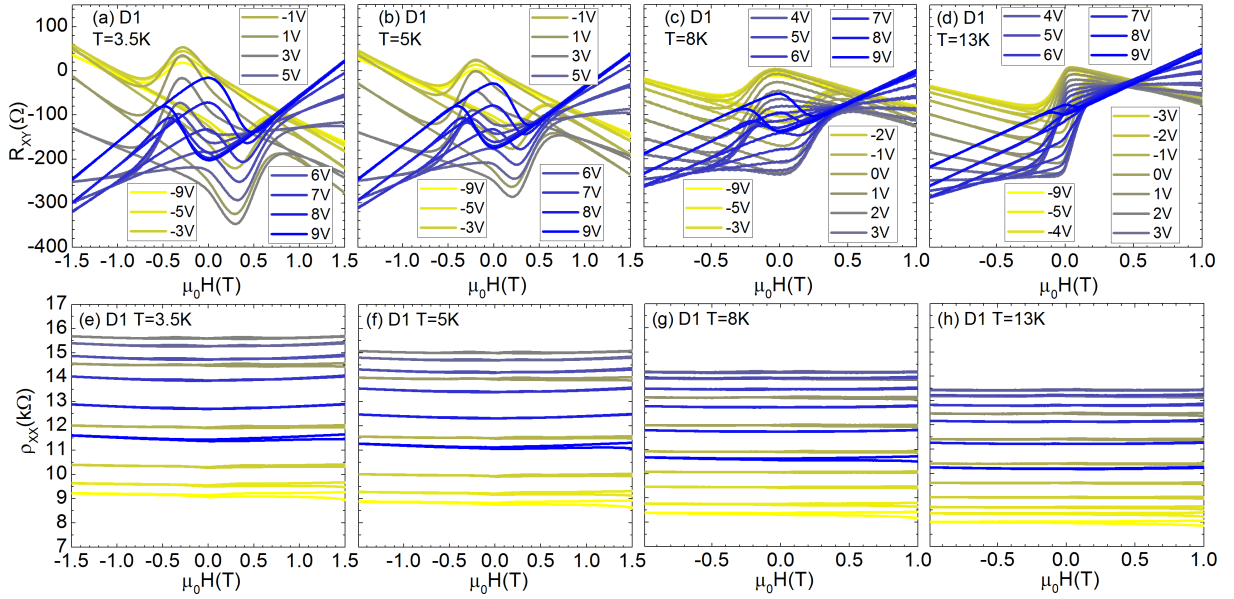 (a) D1
T=3.5K
-1V
1V
3V
5V
-9V
-5V
-3V
6V
7V
8V
9V
(b) D1
T=5K
-1V
1V
3V
5V
-9V
-5V
-3V
6V
7V
8V
9V
(c) D1
T=8K
4V
5V
6V
7V
8V
9V
-9V
-5V
-3V
-2V
-1V
0V
1V
2V
3V
(d) D1
T=13K
4V
5V
6V
7V
8V
9V
-9V
-5V
-4V
-3V
-2V
-1V
0V
1V
2V
3V
R_XY(Ω)
100
0
-100
-200
-300
-400
-1.5 -1.0 -0.5 0.0 0.5 1.0 1.5
-1.0 -0.5 0.0 0.5 1.0 1.5
-0.5 0.0 0.5 1.0
-0.5 0.0 0.5 1.0
μ₀H(T) μ₀H(T) μ₀H(T) μ₀H(T)
(e) D1 T=3.5K
(f) D1 T=5K
(g) D1 T=8K
(h) D1 T=13K
ρ_XX(kΩ)
17
16
15
14
13
12
11
10
9
8
7
-1.5 -1.0 -0.5 0.0 0.5 1.0
-1.5 -1.0 -0.5 0.0 0.5 1.0 1.5
-0.5 0.0 0.5 1.0
-0.5 0.0 0.5 1.0
μ₀H(T) μ₀H(T) μ₀H(T) μ₀H(T)